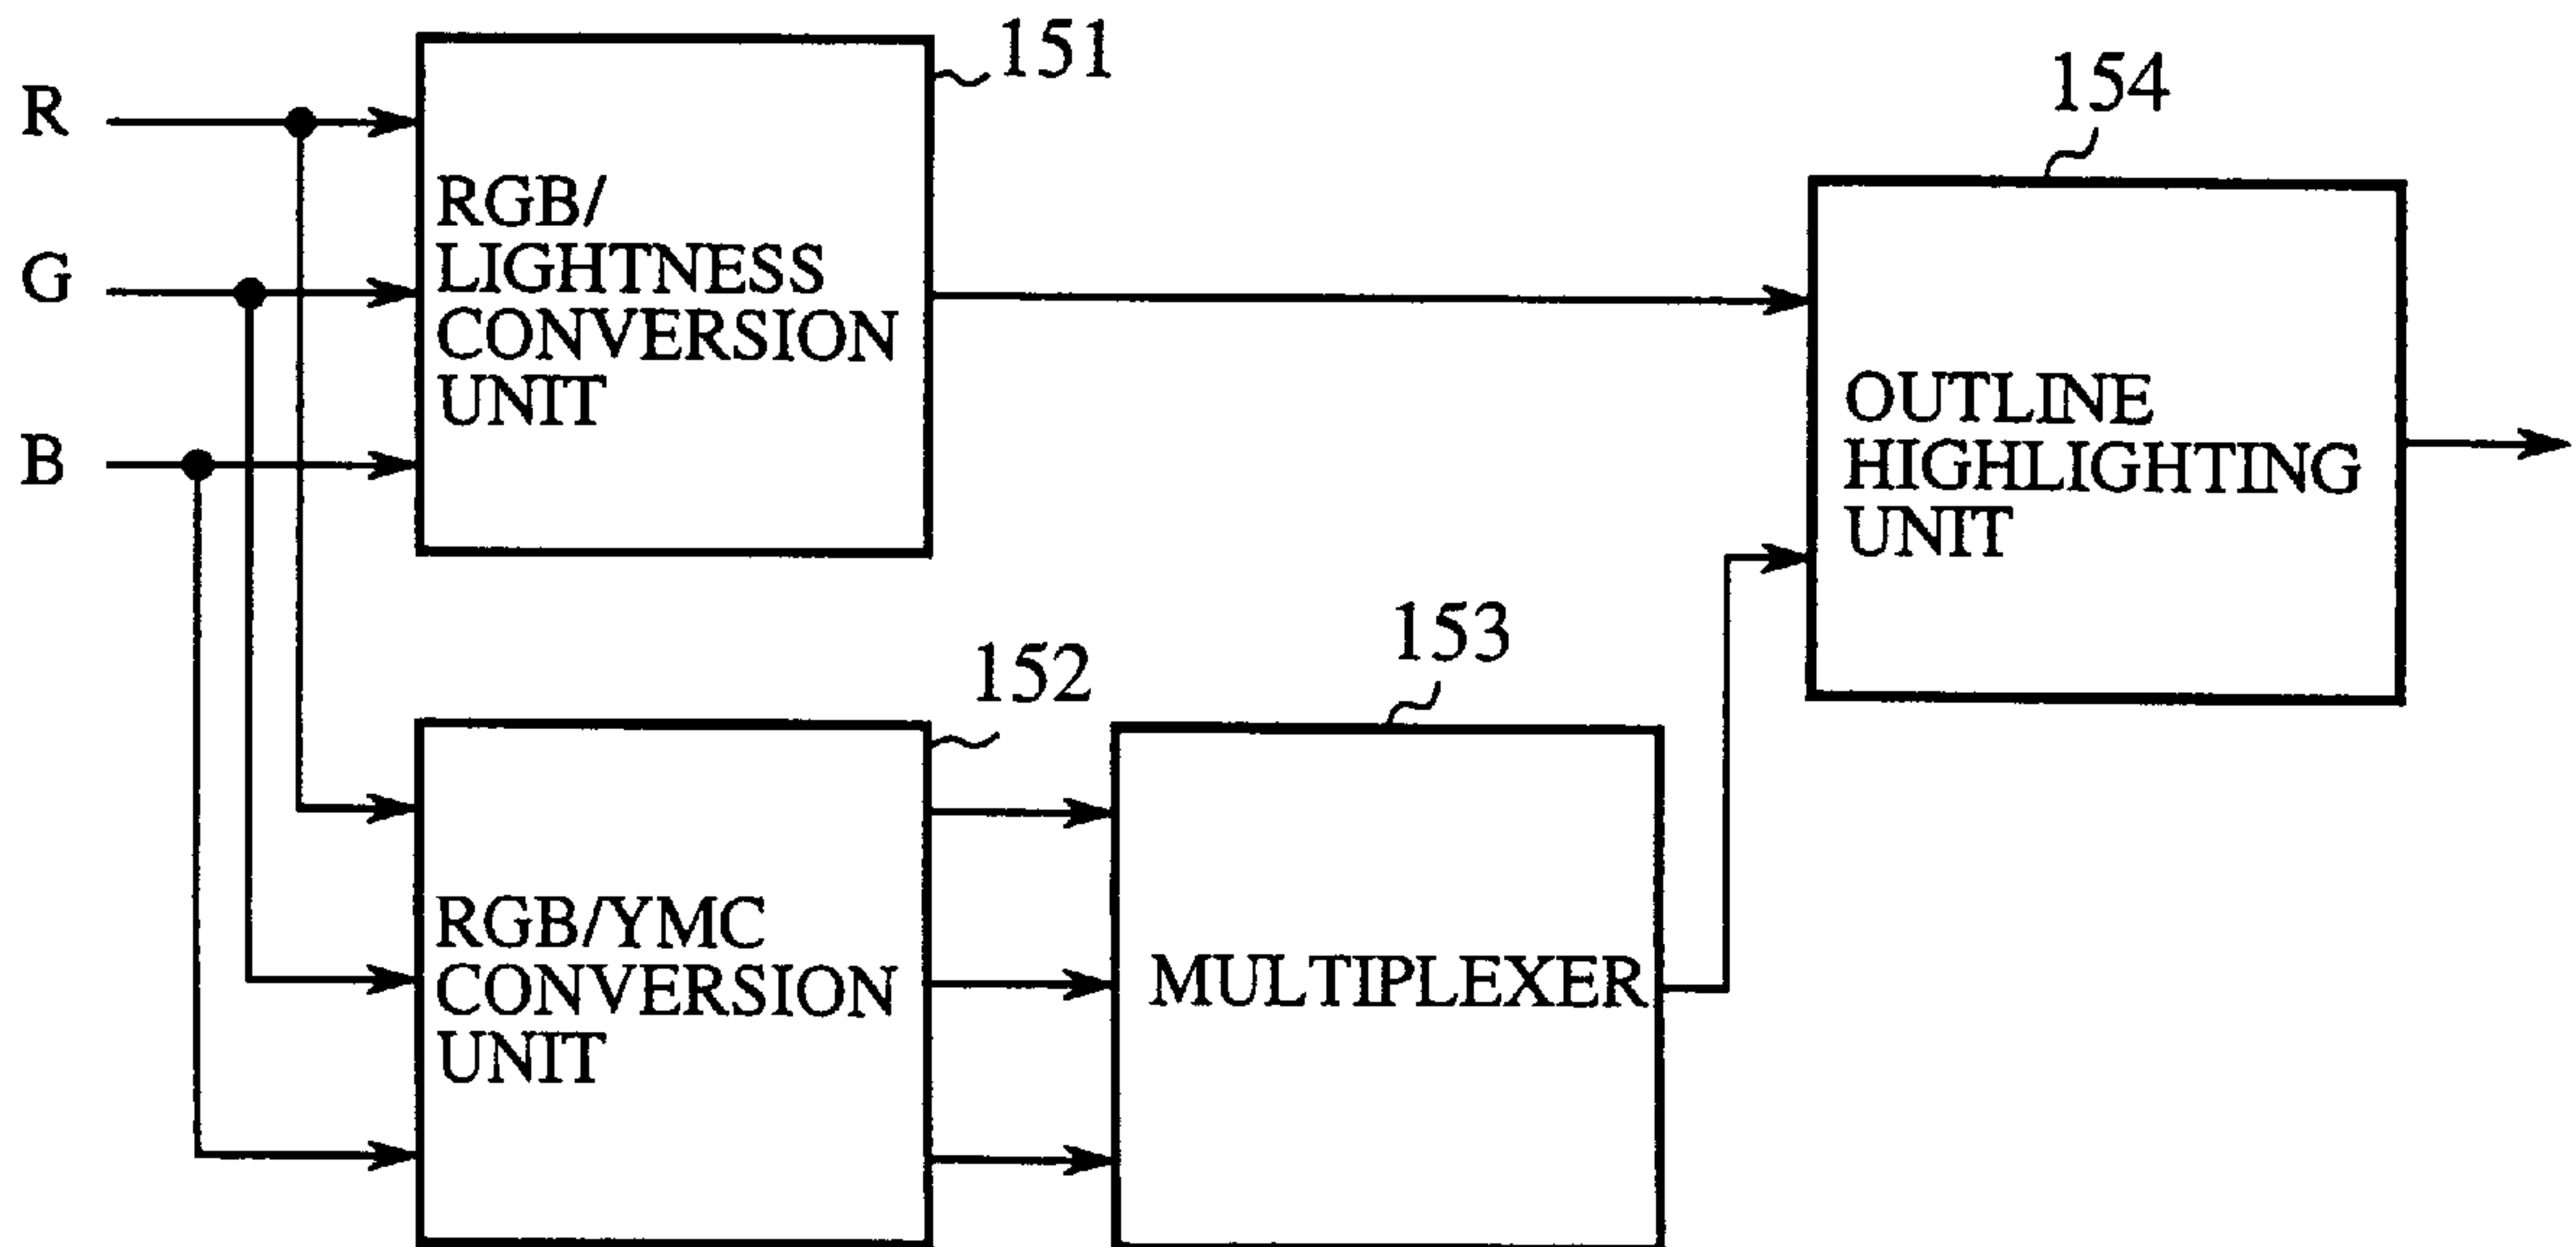 151
R
RGB/
LIGHTNESS
CONVERSION
UNIT
G
B
154
OUTLINE
HIGHLIGHTING
UNIT
152
RGB/YMC
CONVERSION
UNIT
153
MULTIPLEXER